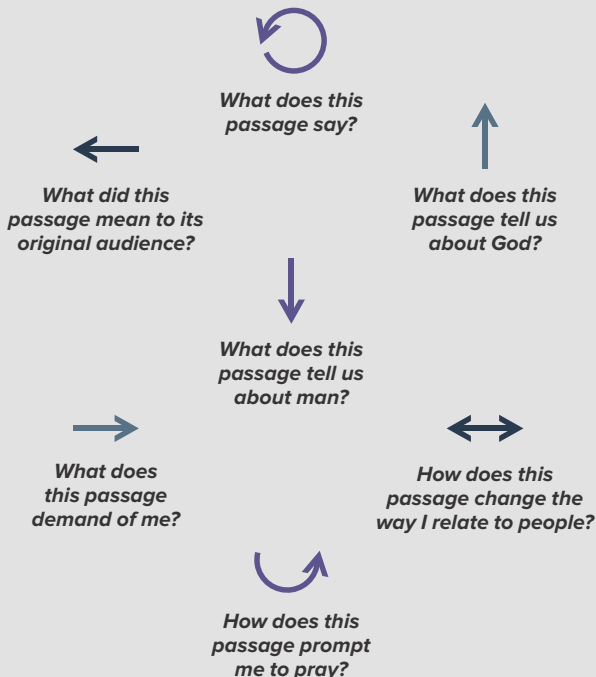 What does this
passage say?
What did this
passage mean to its
original audience?
What does this
passage tell us
about God?
What does this
passage tell us
about man?
What does
this passage
demand of me?
How does this
passage change the
way I relate to people?
How does this
passage prompt
me to pray?